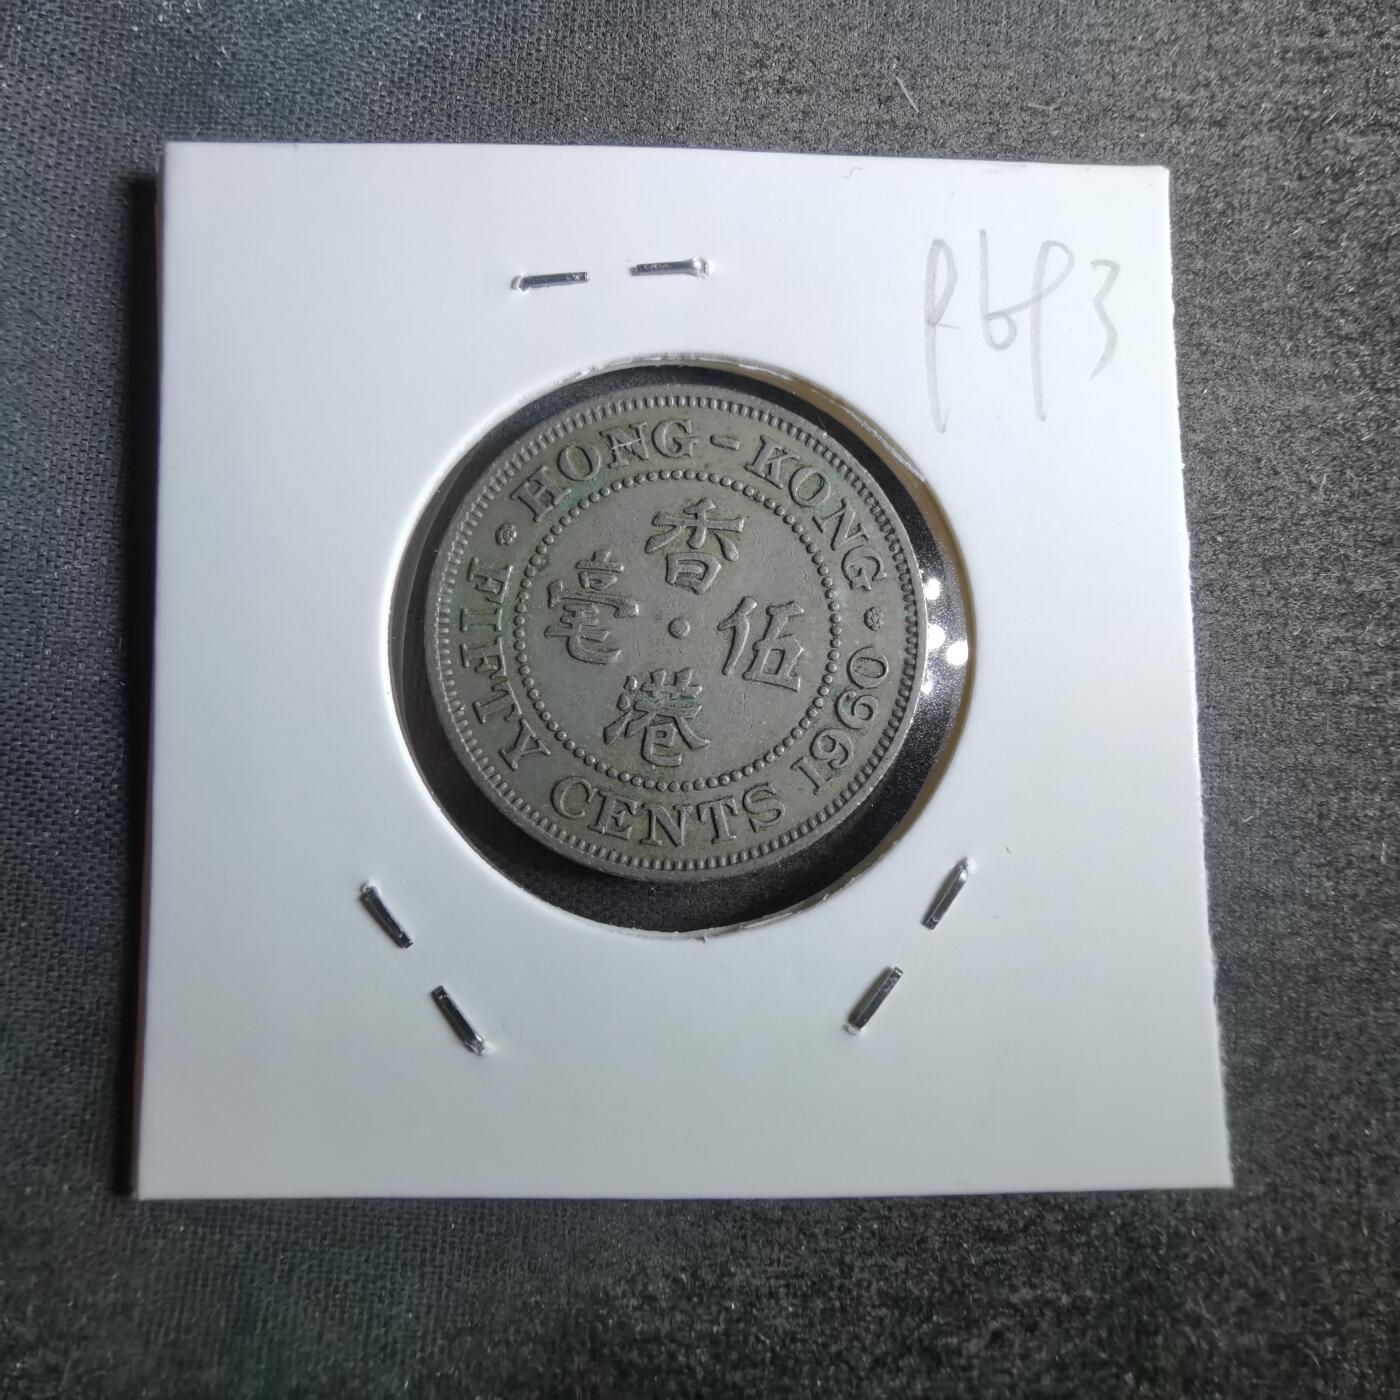 HONG-KONG
香
港
伍
毫
FIFTY CENTS 1960